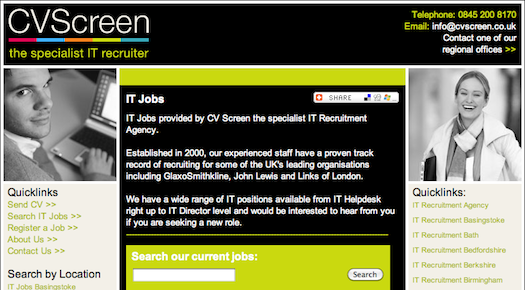 CVScreen
the specialist IT recruiter
Telephone: 0845 200 8170
Email: info@cvscreen.co.uk
Contact one of our
regional offices >>
Quicklinks
Send CV >>
Search IT Jobs >>
Register a Job >>
About Us >>
Contact Us >>
Search by Location
IT Jobs Basingstoke
IT Jobs
SHARE
IT Jobs provided by CV Screen the specialist IT Recruitment
Agency.
Established in 2000, our experienced staff have a proven track
record of recruiting for some of the UK's leading organisations
including GlaxoSmithkline, John Lewis and Links of London.
We have a wide range of IT positions available from IT Helpdesk
right up to IT Director level and would be interested to hear from you
if you are seeking a new role.
Search our current jobs:
Search
Quicklinks:
IT Recruitment Agency
IT Recruitment Basingstoke
IT Recruitment Bath
IT Recruitment Bedfordshire
IT Recruitment Berkshire
IT Recruitment Birmingham